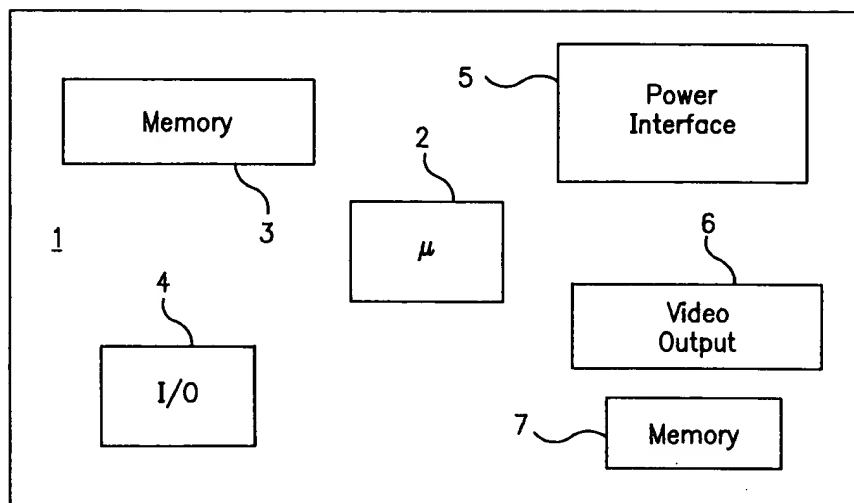 5
Power
Interface
Memory
2
3
1
μ
6
4
Video
Output
I/O
7
Memory